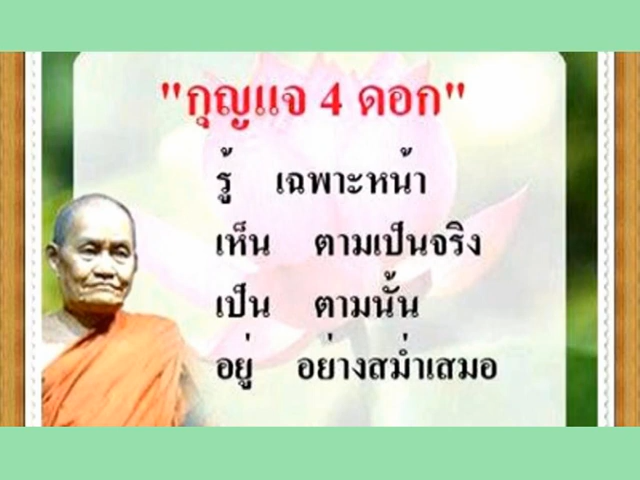 "กุญแจ 4 ดอก"
รู้ เฉพาะหน้า
เห็น ตามเป็นจริง
เป็น ตามนั้น
อยู่ อย่างสม่ำเสมอ